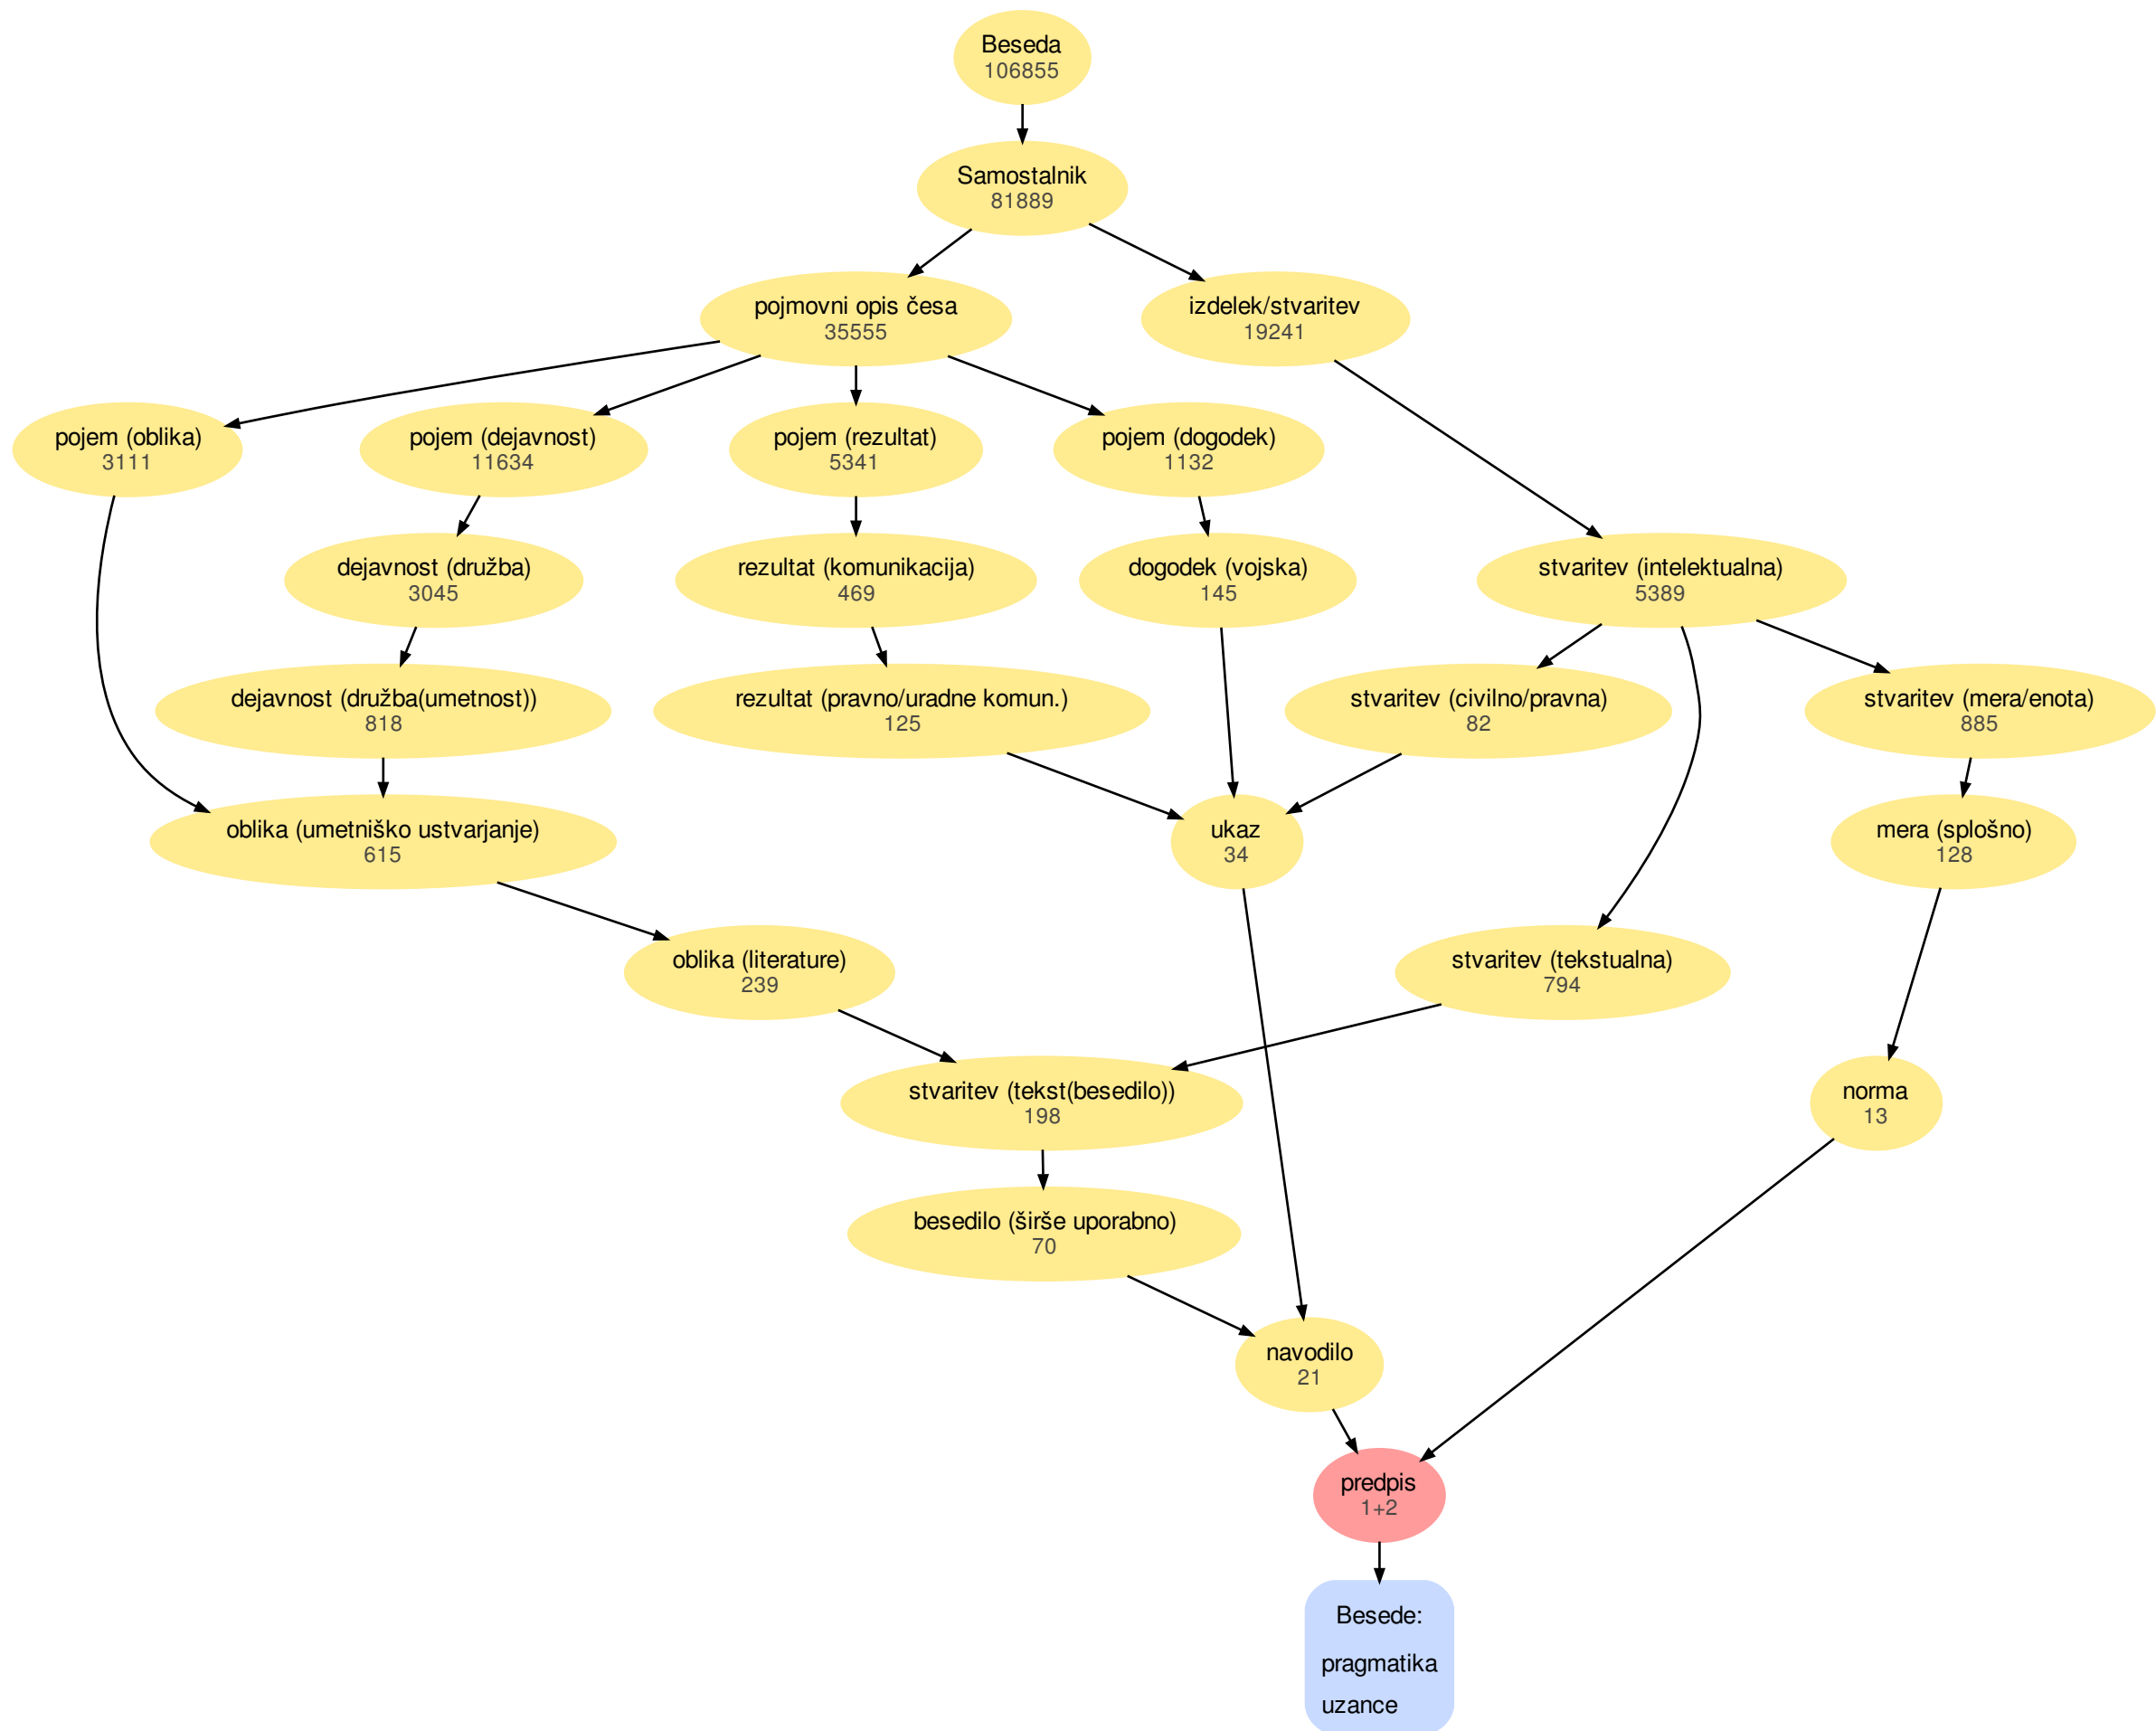 Beseda
106855
Samostalnik
81889
pojmovni opis česa
35555
izdelek/stvaritev
19241
pojem (oblika)
3111
pojem (dejavnost)
11634
pojem (rezultat)
5341
pojem (dogodek)
1132
dejavnost (družba)
3045
rezultat (komunikacija)
469
dogodek (vojska)
145
stvaritev (intelektualna)
5389
dejavnost (družba(umetnost))
818
rezultat (pravno/uradne komun.)
125
stvaritev (civilno/pravna)
82
stvaritev (mera/enota)
885
oblika (umetniško ustvarjanje)
615
ukaz
34
mera (splošno)
128
oblika (literature)
239
stvaritev (tekstualna)
794
stvaritev (tekst(besedilo))
198
norma
13
besedilo (širše uporabno)
70
navodilo
21
predpis
1+2
Besede:
pragmatika
uzance